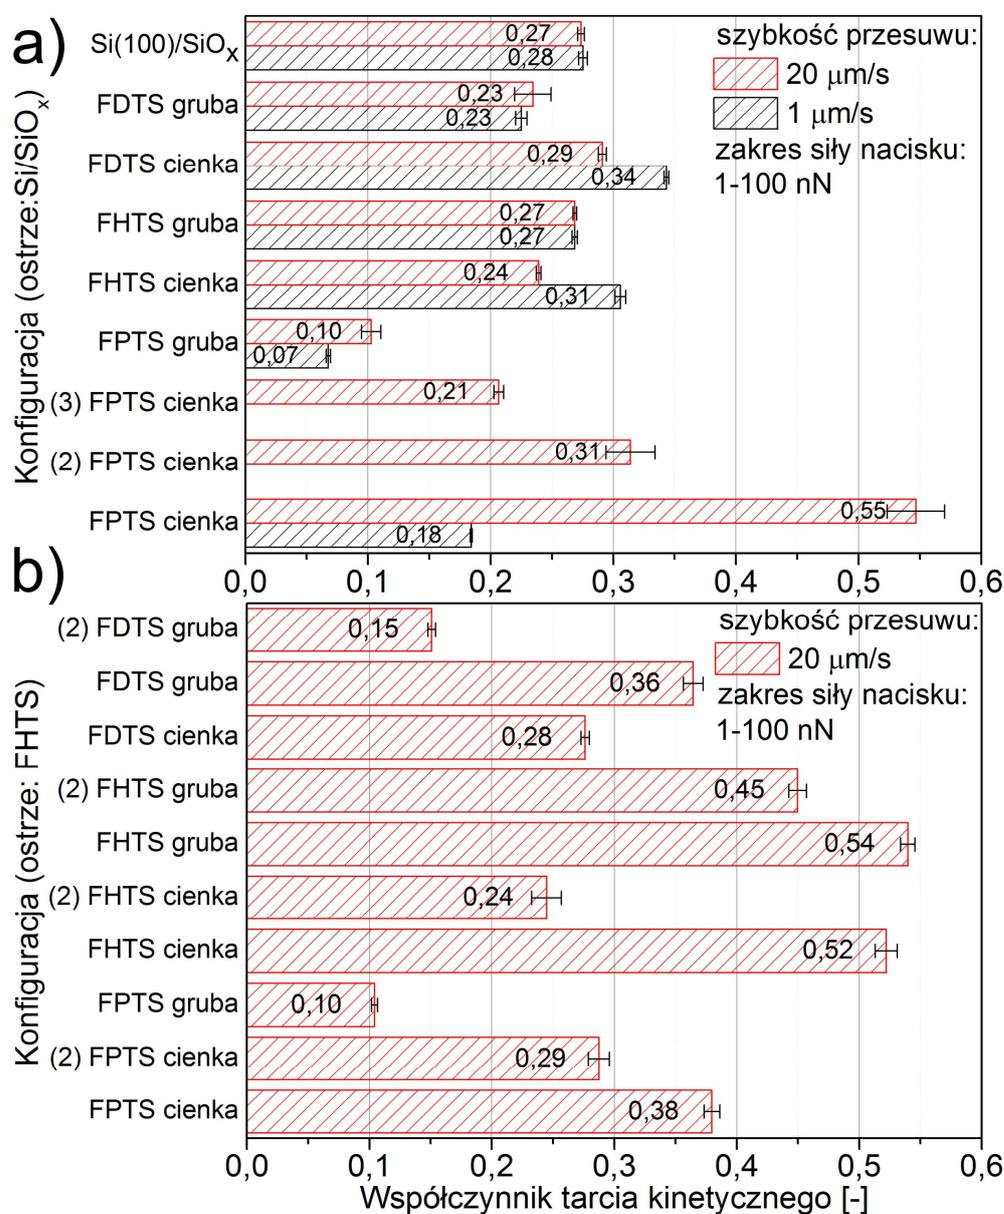 a)
Konfiguracja (ostrze:Si/SiOx)
szybkość przesuwu:
20 μm/s
1 μm/s
zakres siły nacisku:
1-100 nN
Si(100)/SiOx
0,27
0,28
FDTS gruba
0,23
0,23
FDTS cienka
0,29
0,34
FHTS gruba
0,27
0,27
FHTS cienka
0,24
0,31
FPTS gruba
0,10
0,07
(3) FPTS cienka
0,21
(2) FPTS cienka
0,31
FPTS cienka
0,55
0,18
0,0 0,1 0,2 0,3 0,4 0,5 0,6
b)
Konfiguracja (ostrze: FHTS)
szybkość przesuwu:
20 μm/s
zakres siły nacisku:
1-100 nN
(2) FDTS gruba
0,15
FDTS gruba
0,36
FDTS cienka
0,28
(2) FHTS gruba
0,45
FHTS gruba
0,54
(2) FHTS cienka
0,24
FHTS cienka
0,52
FPTS gruba
0,10
(2) FPTS cienka
0,29
FPTS cienka
0,38
0,0 0,1 0,2 0,3 0,4 0,5 0,6
Współczynnik tarcia kinetycznego [-]